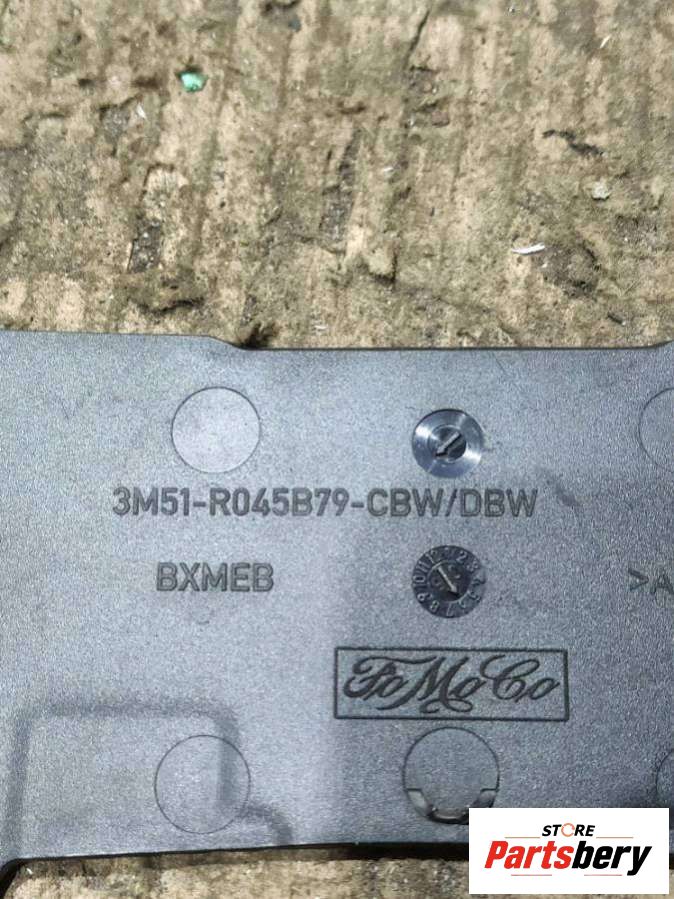 3M51-R045B79-CBW/DBW
BXMEB
>A
FoMoCo
STORE
Partsbery